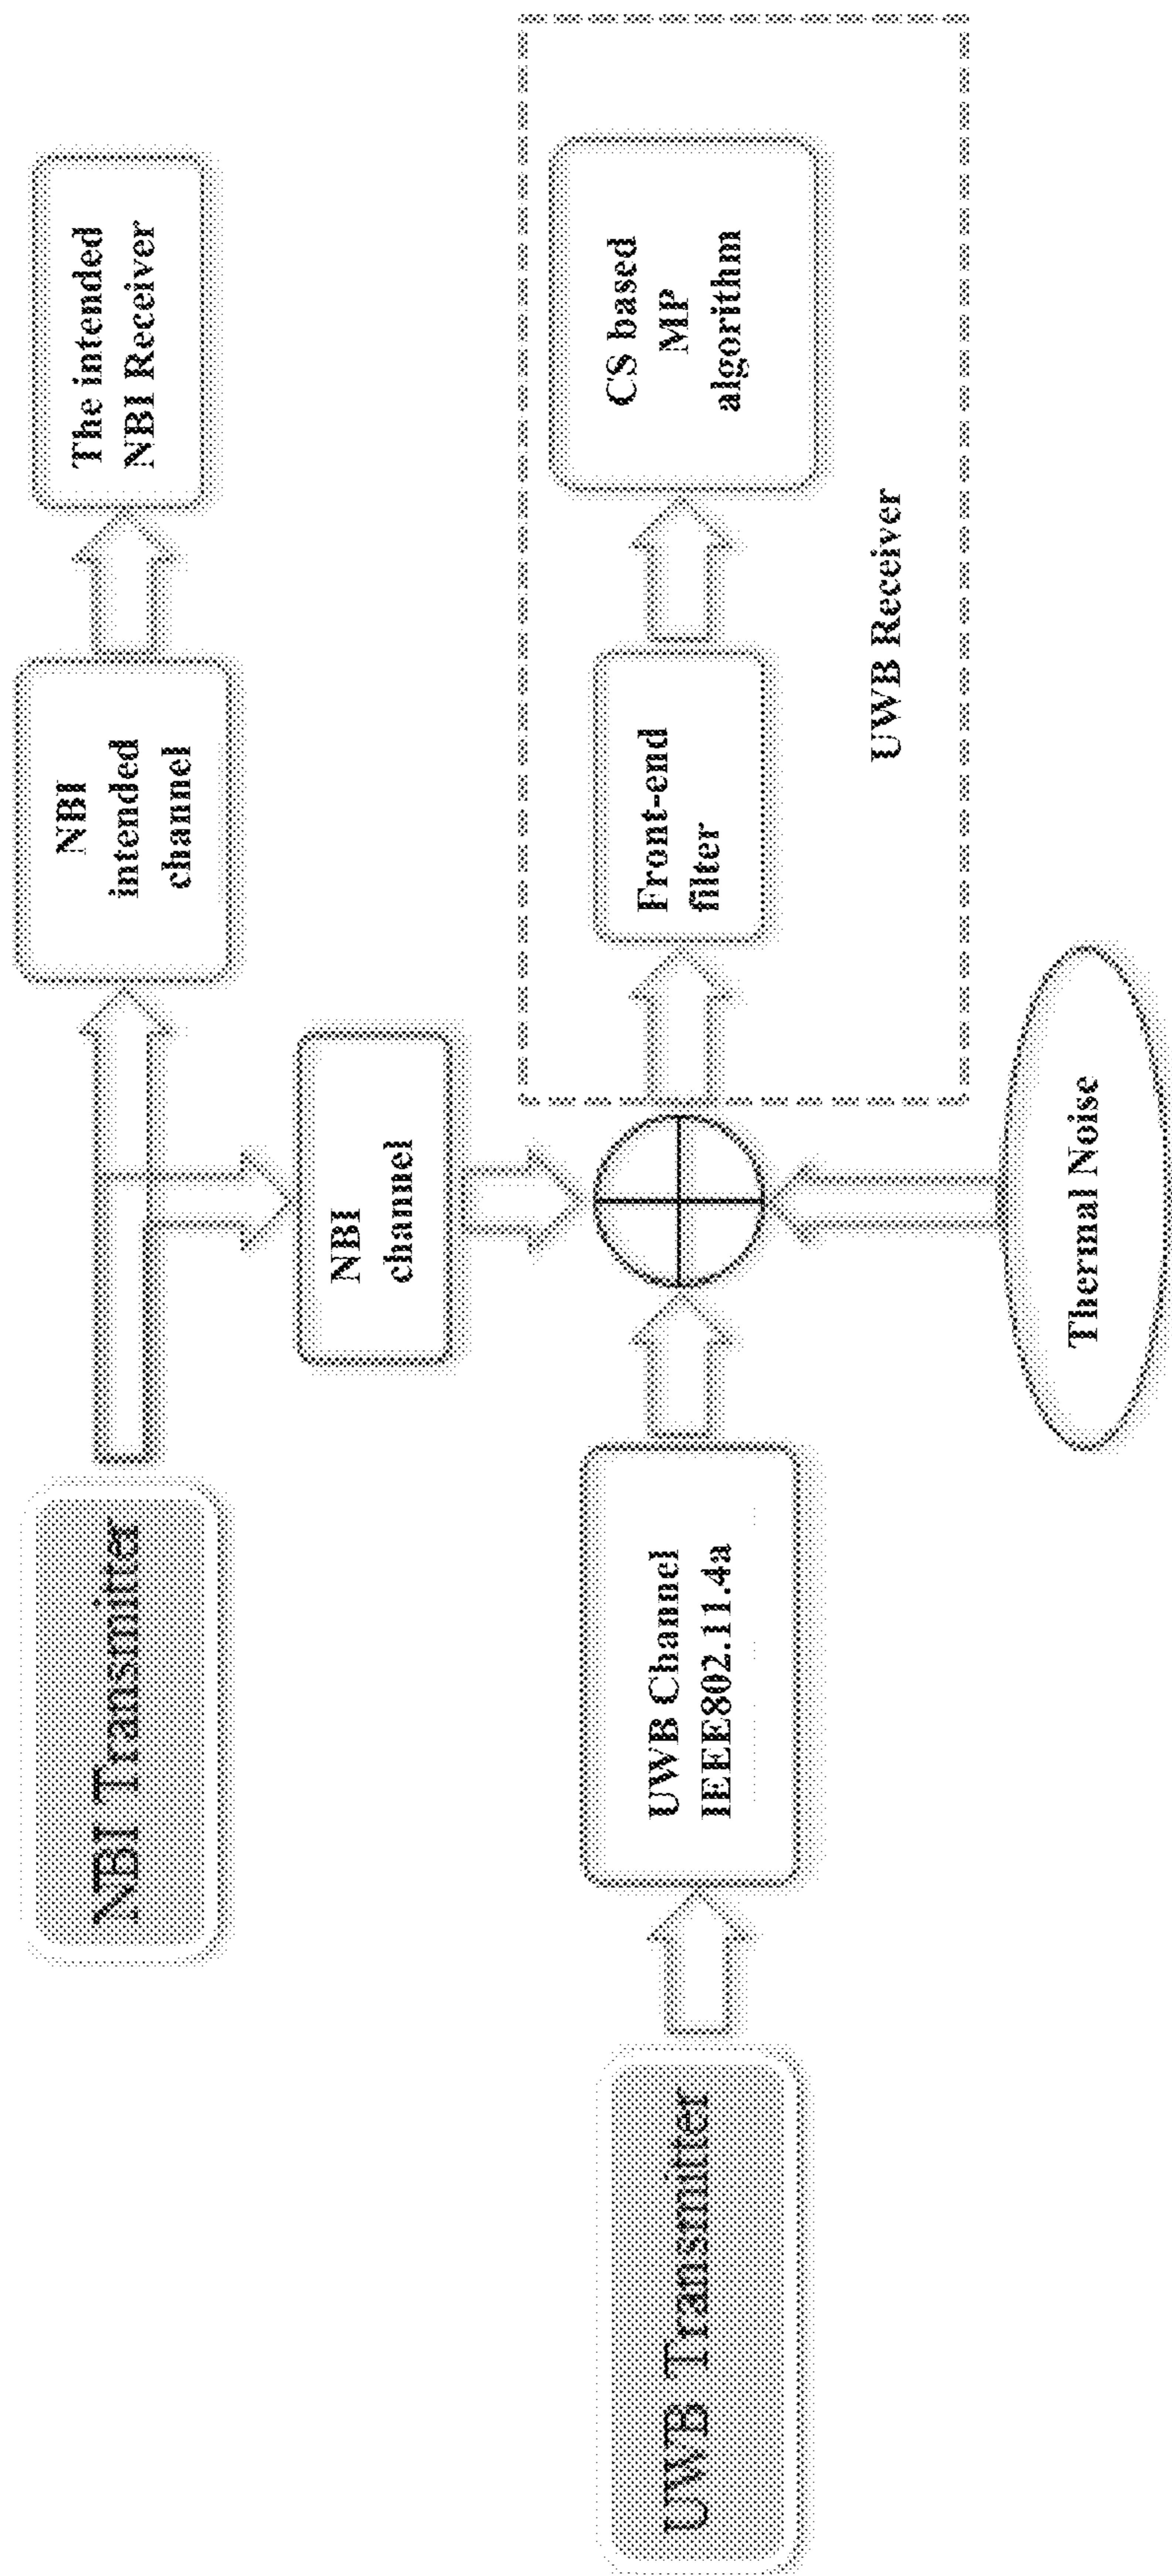 NBI Transmitter
NBI
intended
channel
The intended
NBI Receiver
NBI
channel
UWB Transmitter
UWB Channel
IEEE802.11.4a
Front-end
filter
CS based
MP
algorithm
UWB Receiver
Thermal Noise